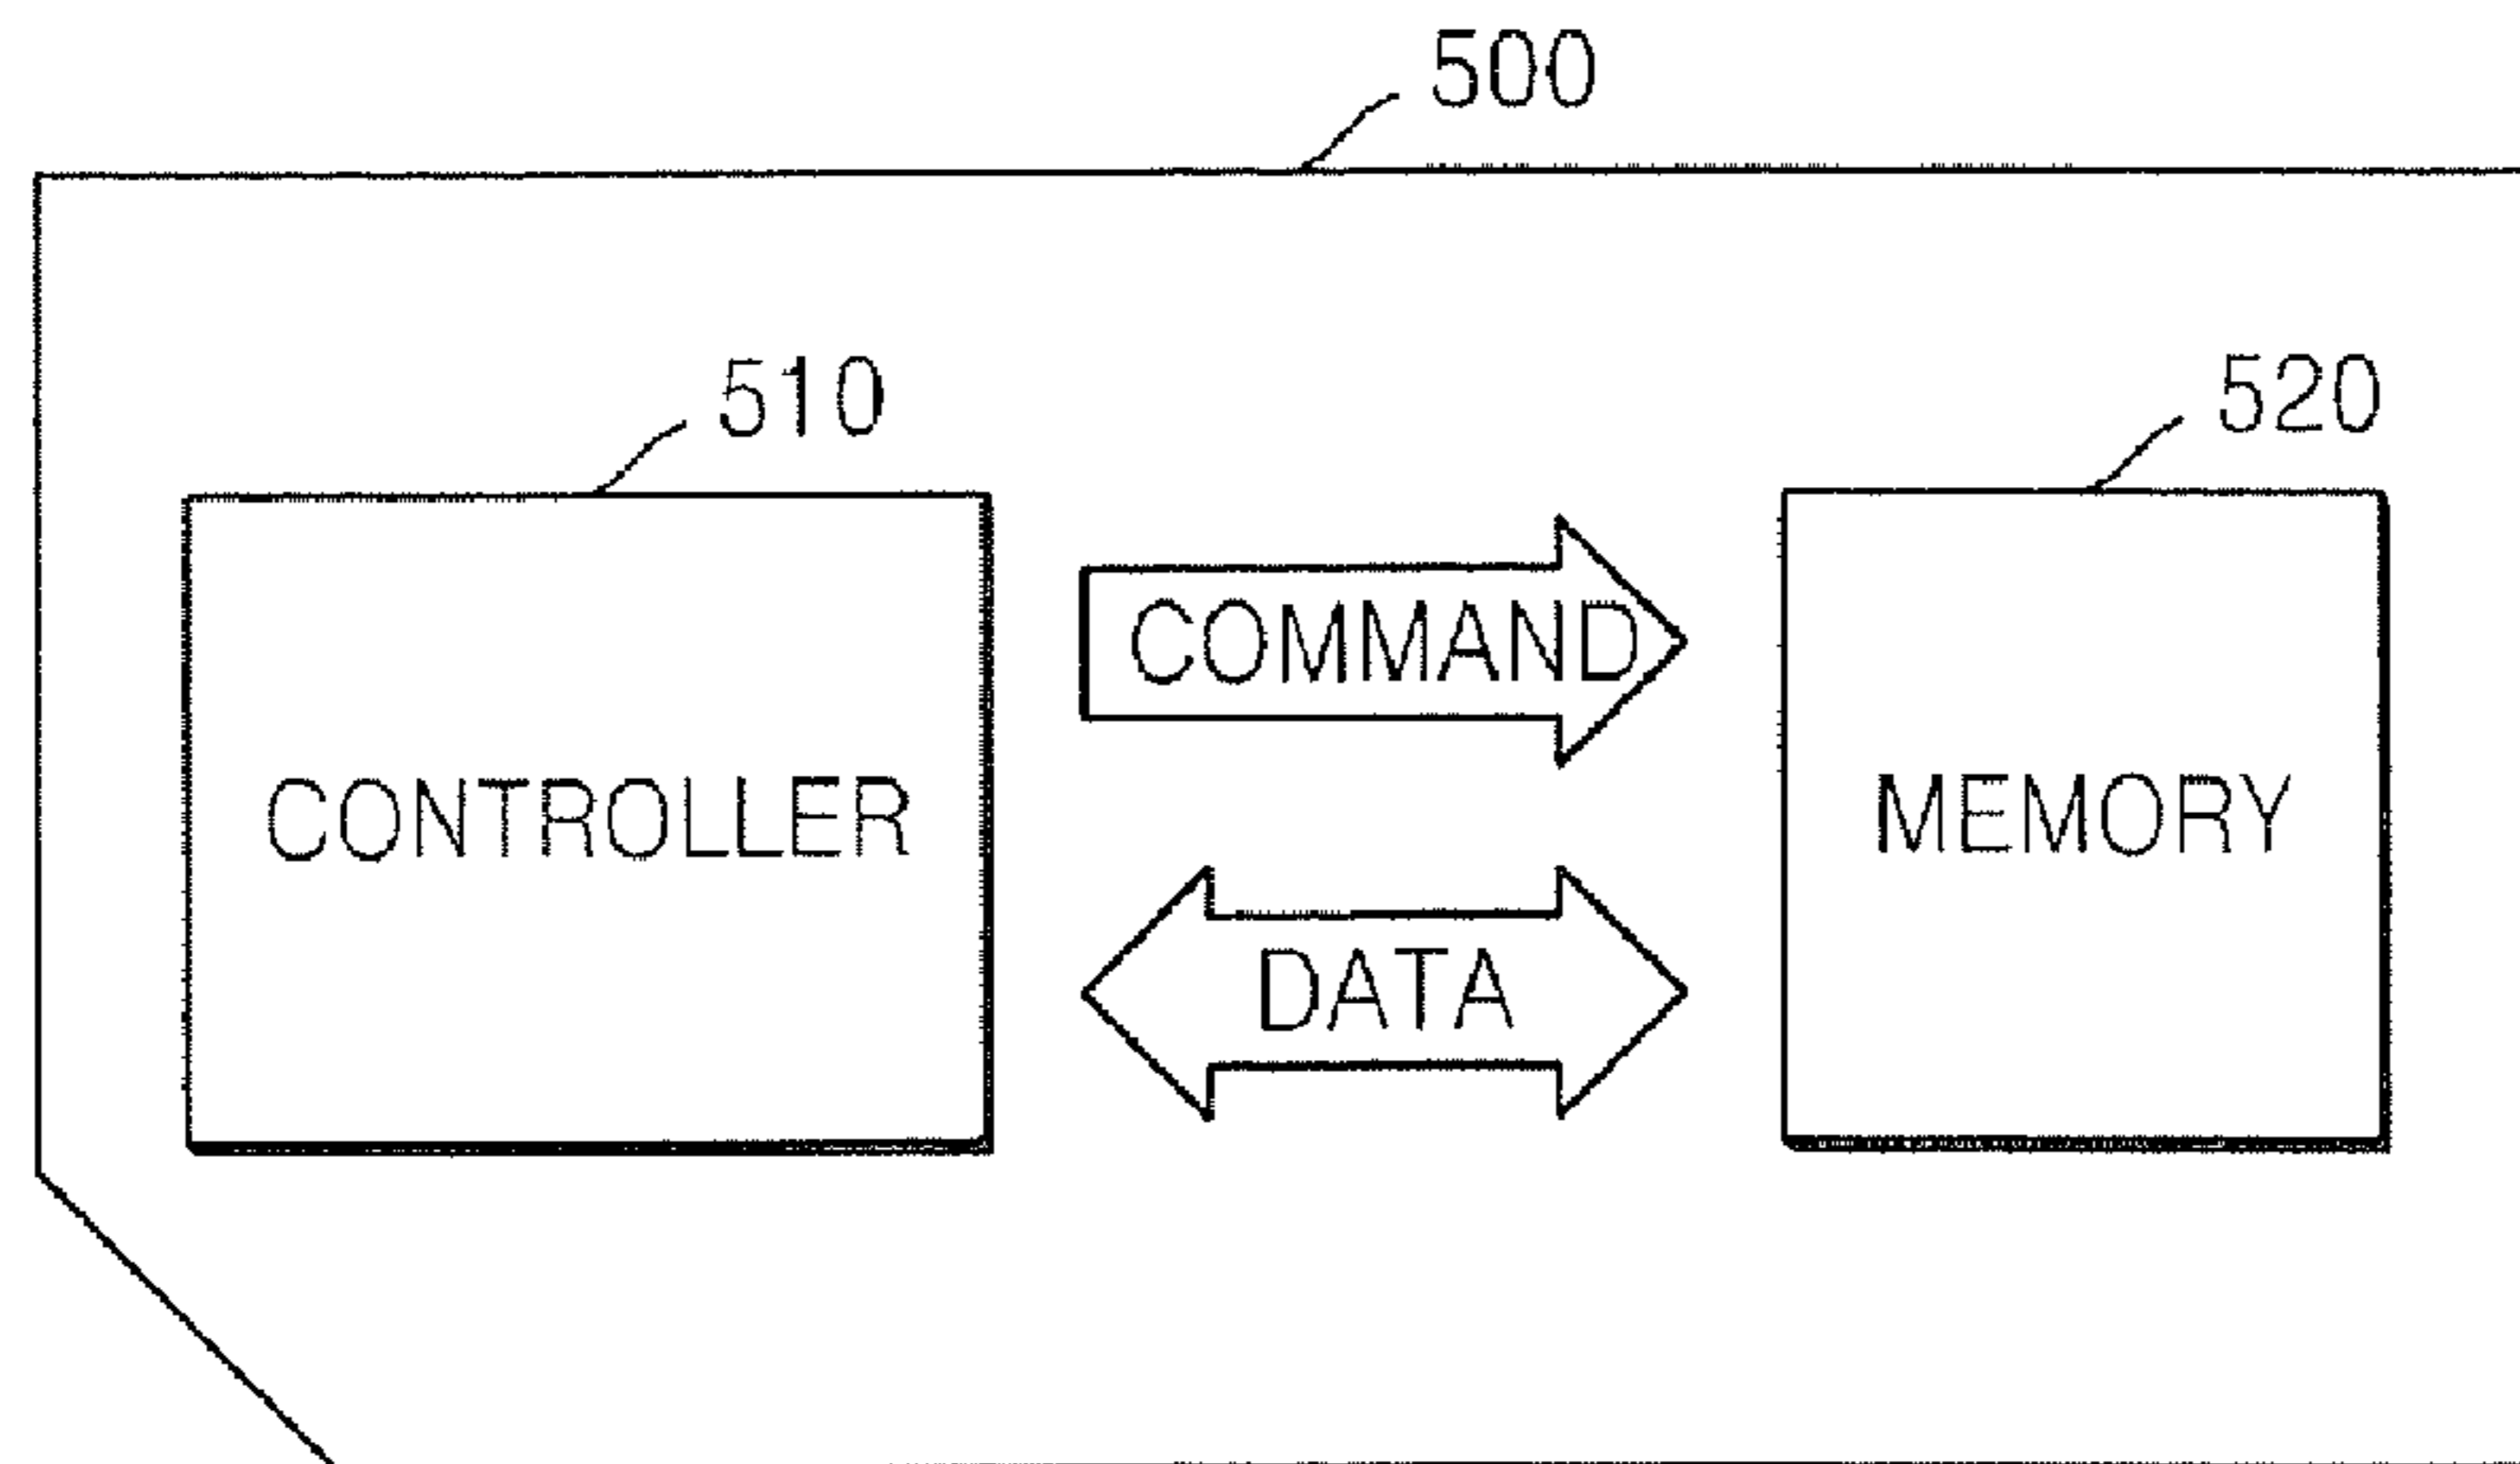 500
510
520
COMMAND
CONTROLLER
MEMORY
DATA